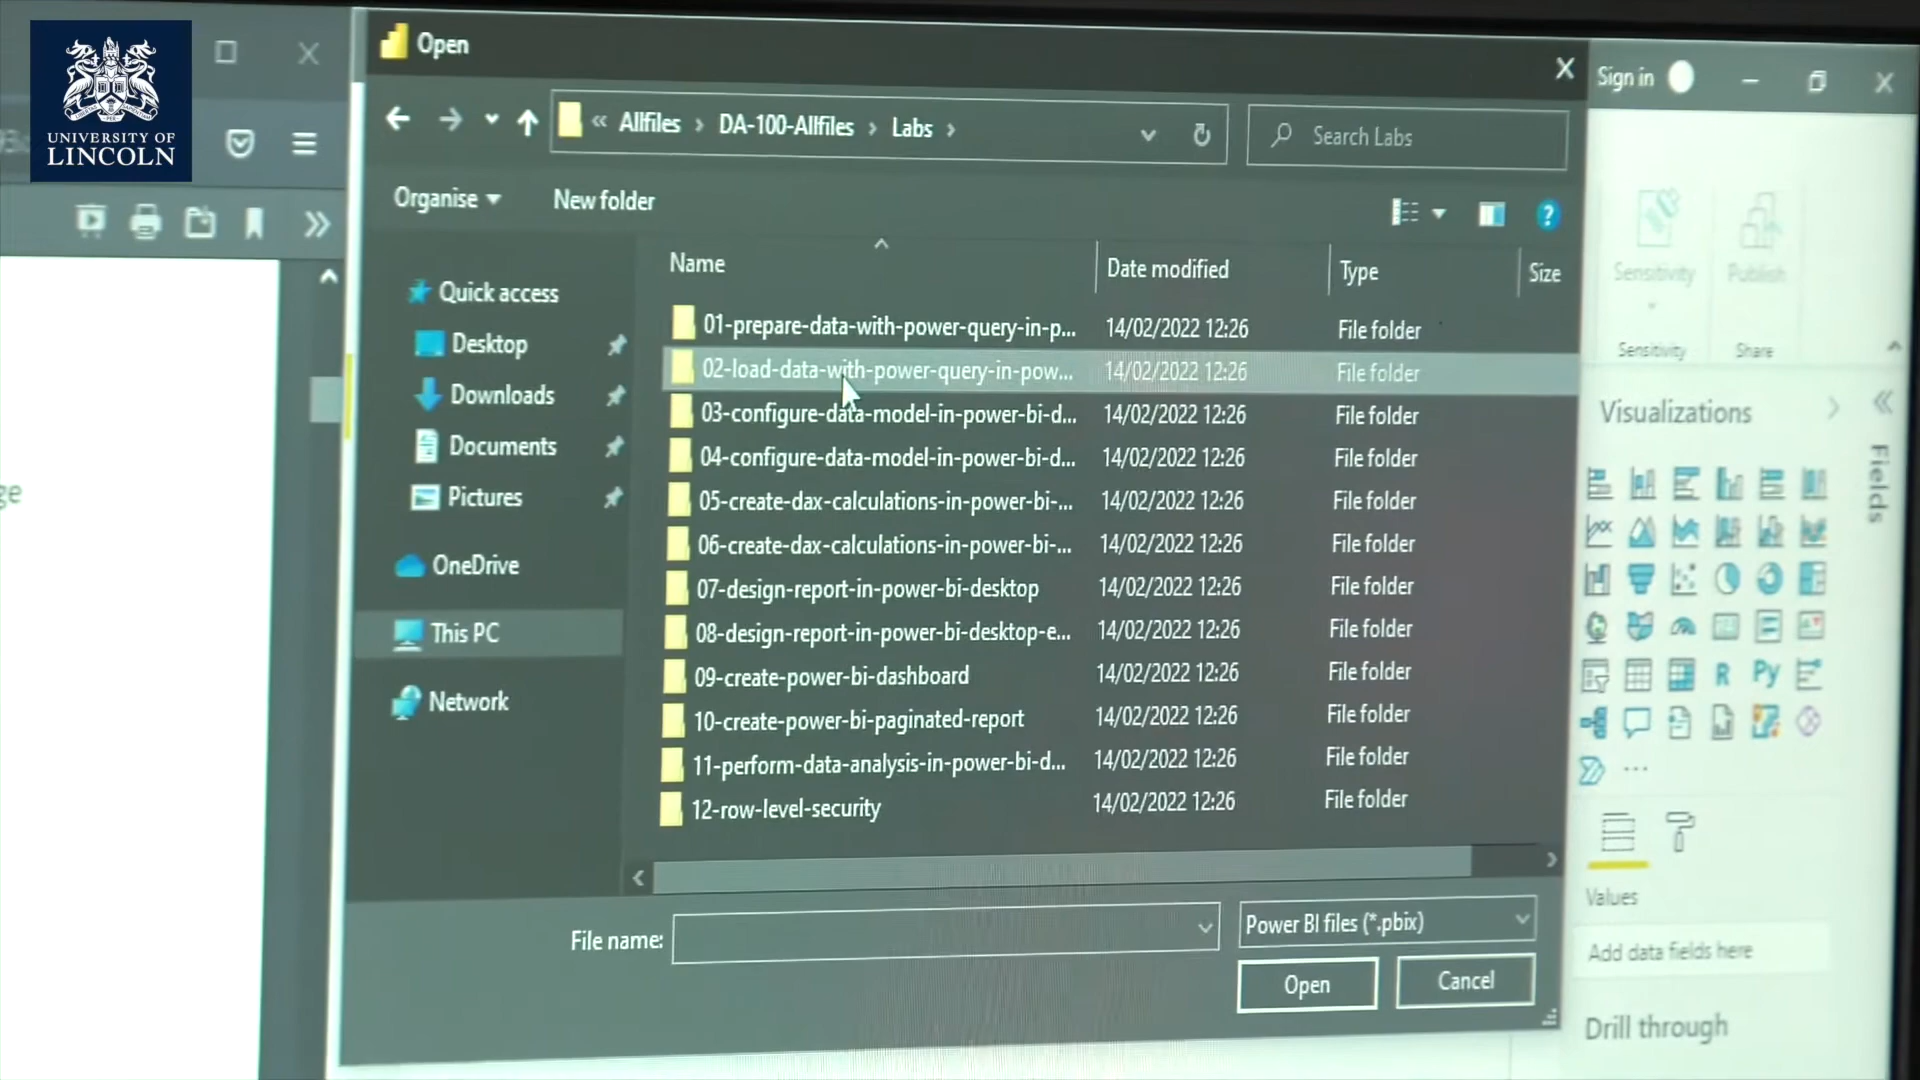 UNIVERSITY OF
LINCOLN
Open
Sign in
« Allfiles › DA-100-Allfiles › Labs ›
Search Labs
Organise
New folder
Name
Date modified
Type
Size
Quick access
Desktop
Downloads
Documents
Pictures
OneDrive
This PC
Network
01-prepare-data-with-power-query-in-p... 14/02/2022 12:26 File folder
02-load-data-with-power-query-in-pow... 14/02/2022 12:26 File folder
03-configure-data-model-in-power-bi-d... 14/02/2022 12:26 File folder
04-configure-data-model-in-power-bi-d... 14/02/2022 12:26 File folder
05-create-dax-calculations-in-power-bi-... 14/02/2022 12:26 File folder
06-create-dax-calculations-in-power-bi-... 14/02/2022 12:26 File folder
07-design-report-in-power-bi-desktop 14/02/2022 12:26 File folder
08-design-report-in-power-bi-desktop-e... 14/02/2022 12:26 File folder
09-create-power-bi-dashboard 14/02/2022 12:26 File folder
10-create-power-bi-paginated-report 14/02/2022 12:26 File folder
11-perform-data-analysis-in-power-bi-d... 14/02/2022 12:26 File folder
12-row-level-security 14/02/2022 12:26 File folder
File name:
Power BI files (*.pbix)
Open
Cancel
Sensitivity
Publish
Sensitivity
Share
Visualizations
Fields
R
Py
...
Values
Add data fields here
Drill through
ge